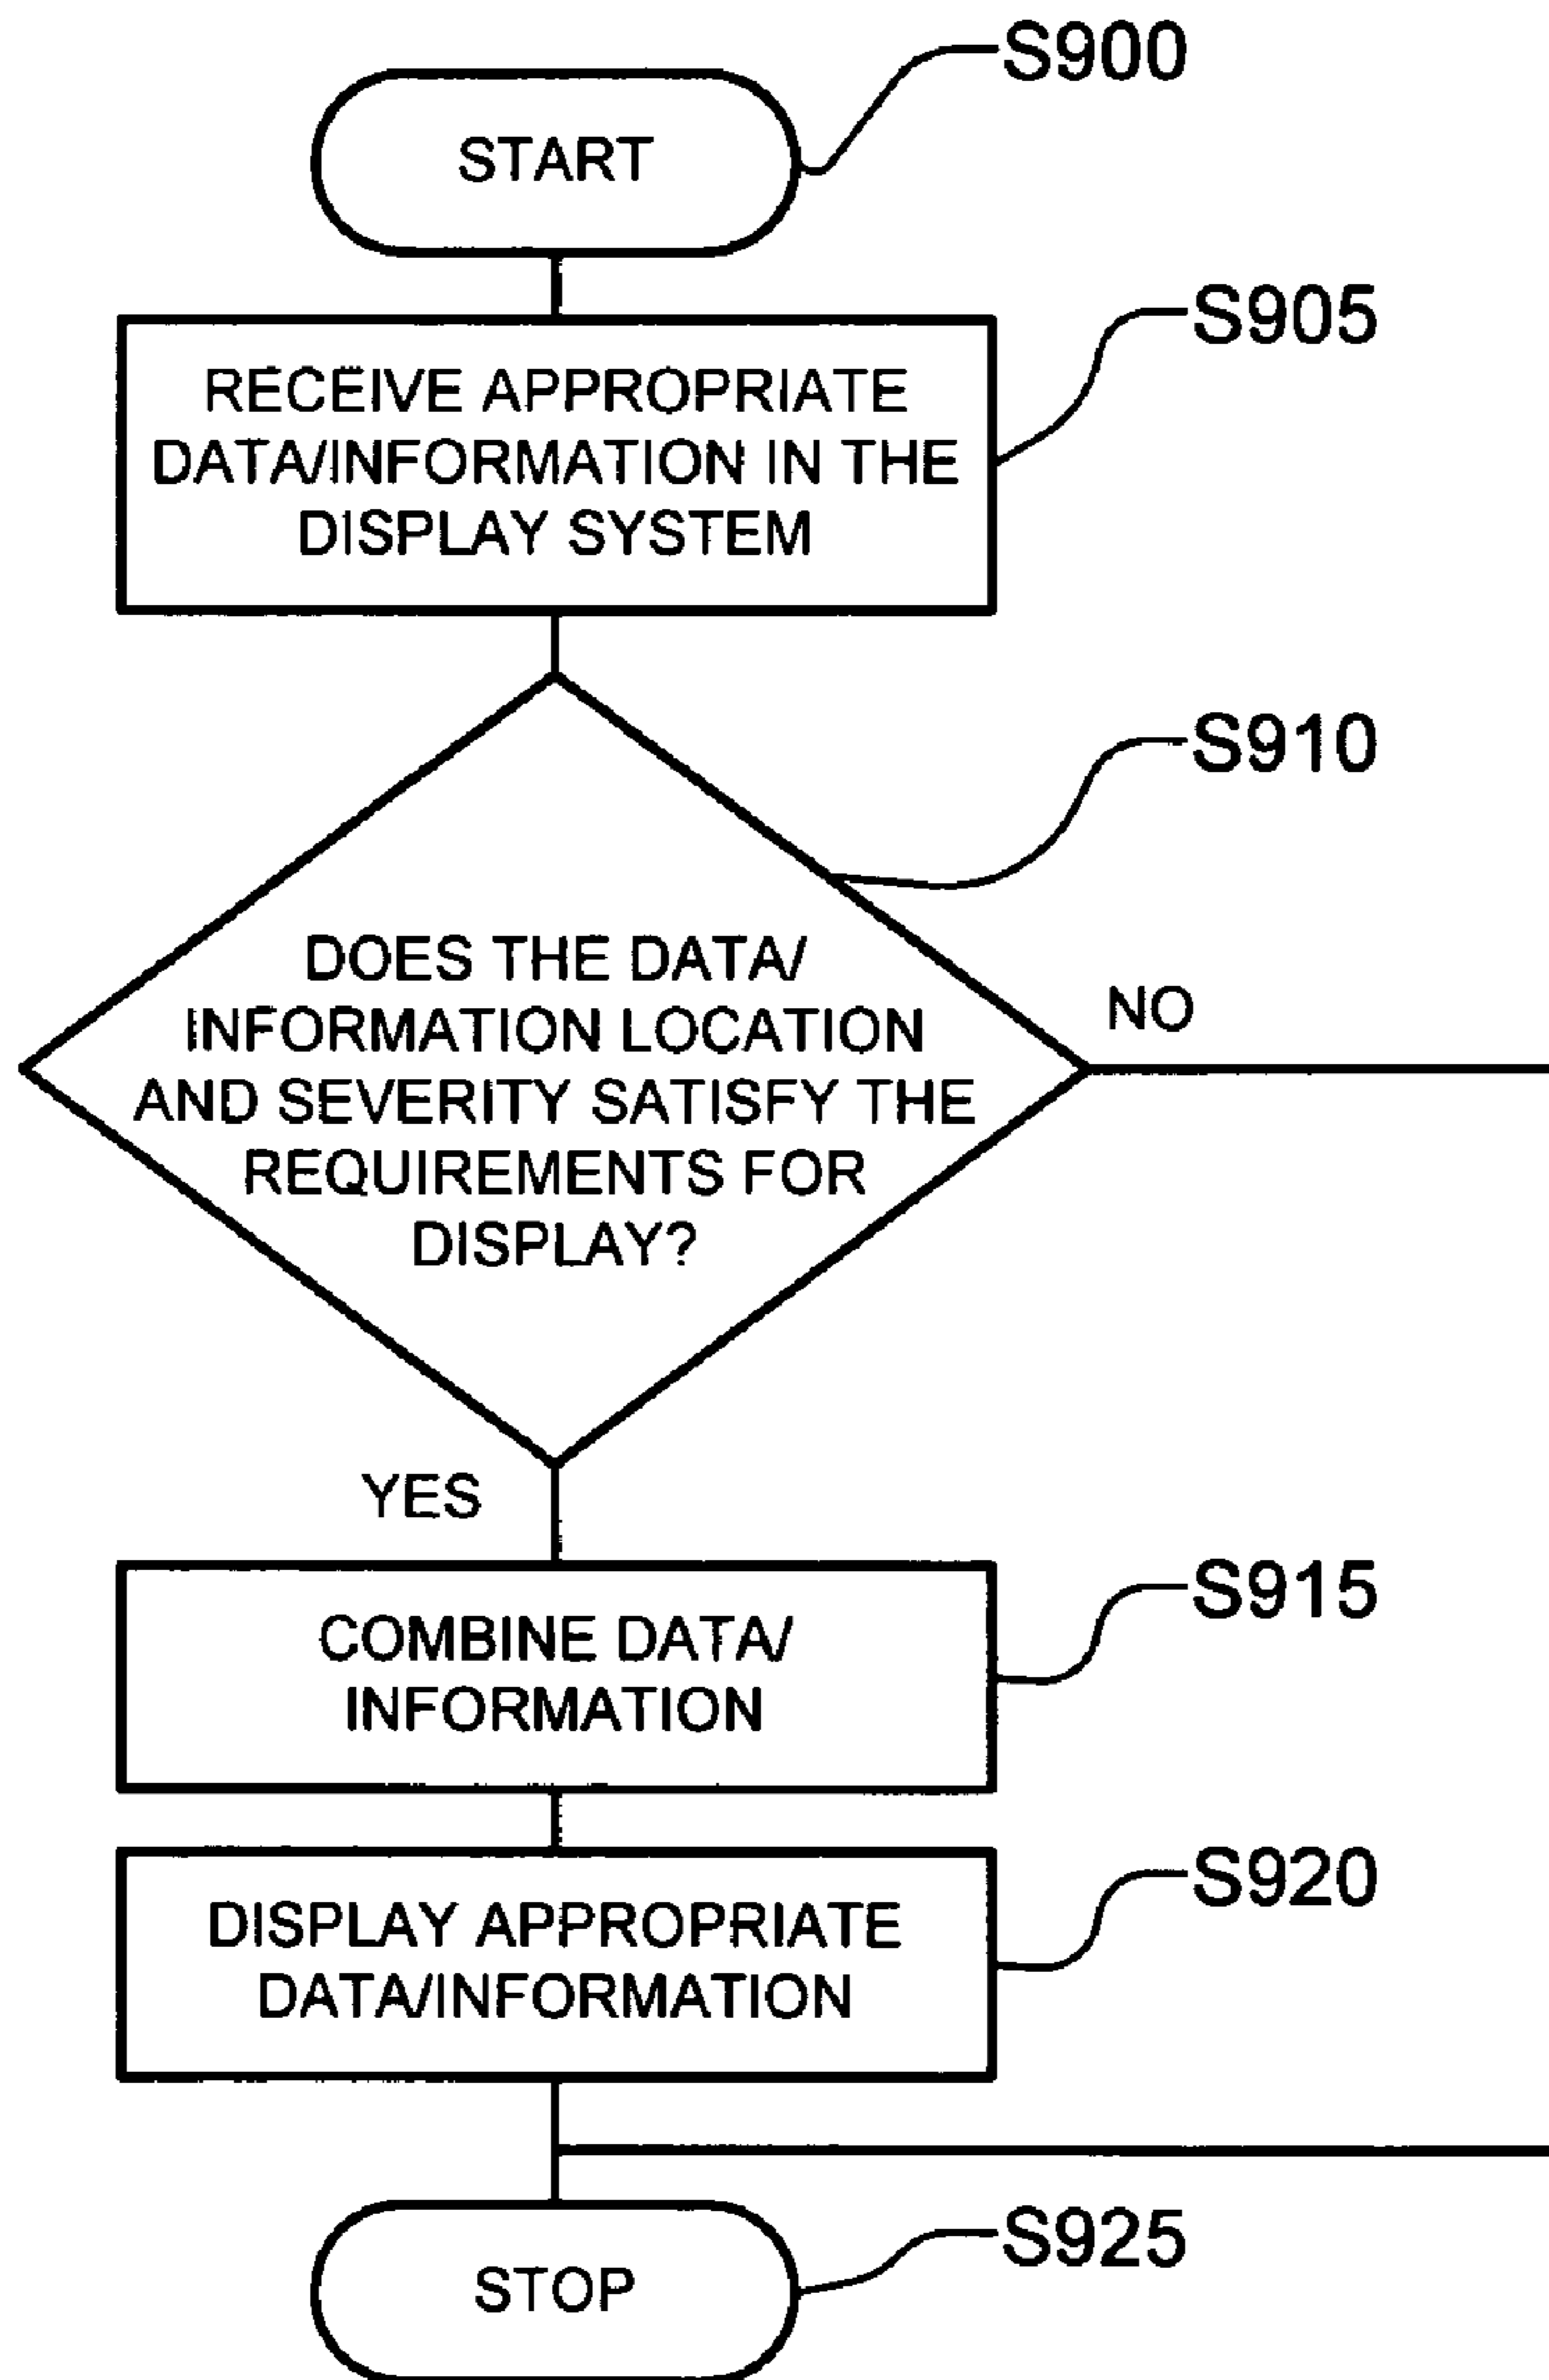 S900
START
S905
RECEIVE APPROPRIATE
DATA/INFORMATION IN THE
DISPLAY SYSTEM
S910
DOES THE DATA/
INFORMATION LOCATION
AND SEVERITY SATISFY THE
REQUIREMENTS FOR
DISPLAY?
NO
YES
S915
COMBINE DATA/
INFORMATION
S920
DISPLAY APPROPRIATE
DATA/INFORMATION
S925
STOP